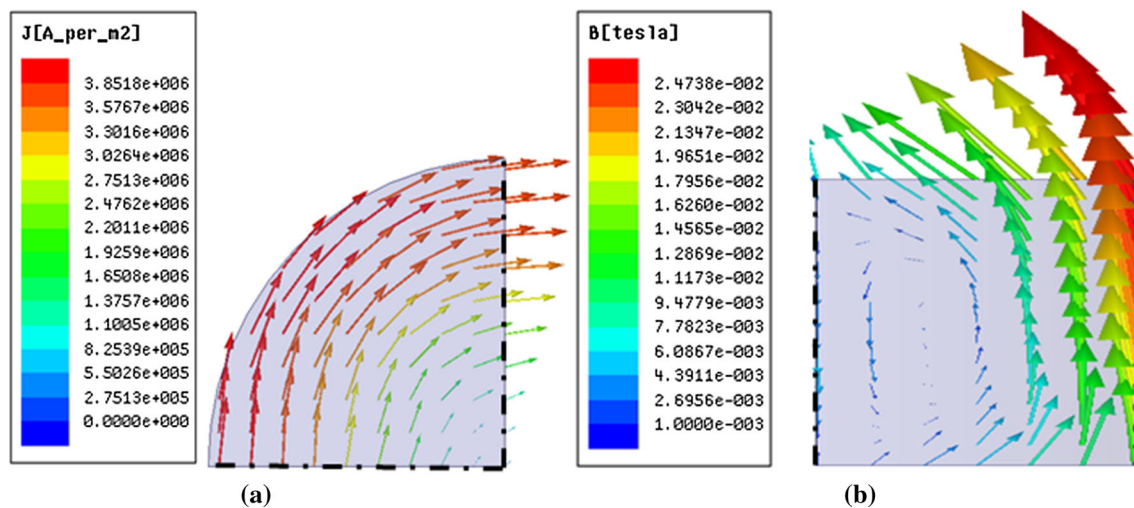 J[A_per_m2]
3.8518e+006
3.5767e+006
3.3016e+006
3.0264e+006
2.7513e+006
2.4762e+006
2.2011e+006
1.9259e+006
1.6508e+006
1.3757e+006
1.1005e+006
8.2539e+005
5.5026e+005
2.7513e+005
0.0000e+000
(a)
B[tesla]
2.4738e-002
2.3042e-002
2.1347e-002
1.9651e-002
1.7956e-002
1.6260e-002
1.4565e-002
1.2869e-002
1.1173e-002
9.4779e-003
7.7823e-003
6.0867e-003
4.3911e-003
2.6956e-003
1.0000e-003
(b)